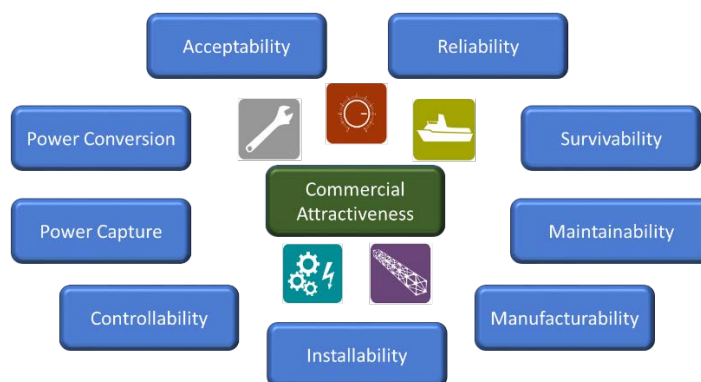 Acceptability
Reliability
Power Conversion
Survivability
Commercial
Attractiveness
Power Capture
Maintainability
Controllability
Manufacturability
Installability